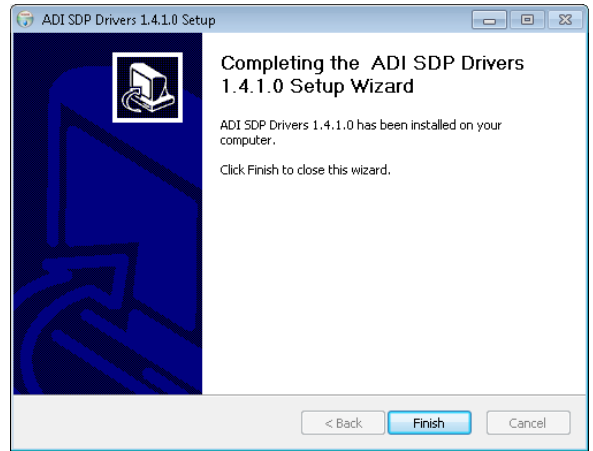 ADI SDP Drivers 1.4.1.0 Setup
Completing the ADI SDP Drivers
1.4.1.0 Setup Wizard
ADI SDP Drivers 1.4.1.0 has been installed on your
computer.
Click Finish to close this wizard.
< Back Finish Cancel